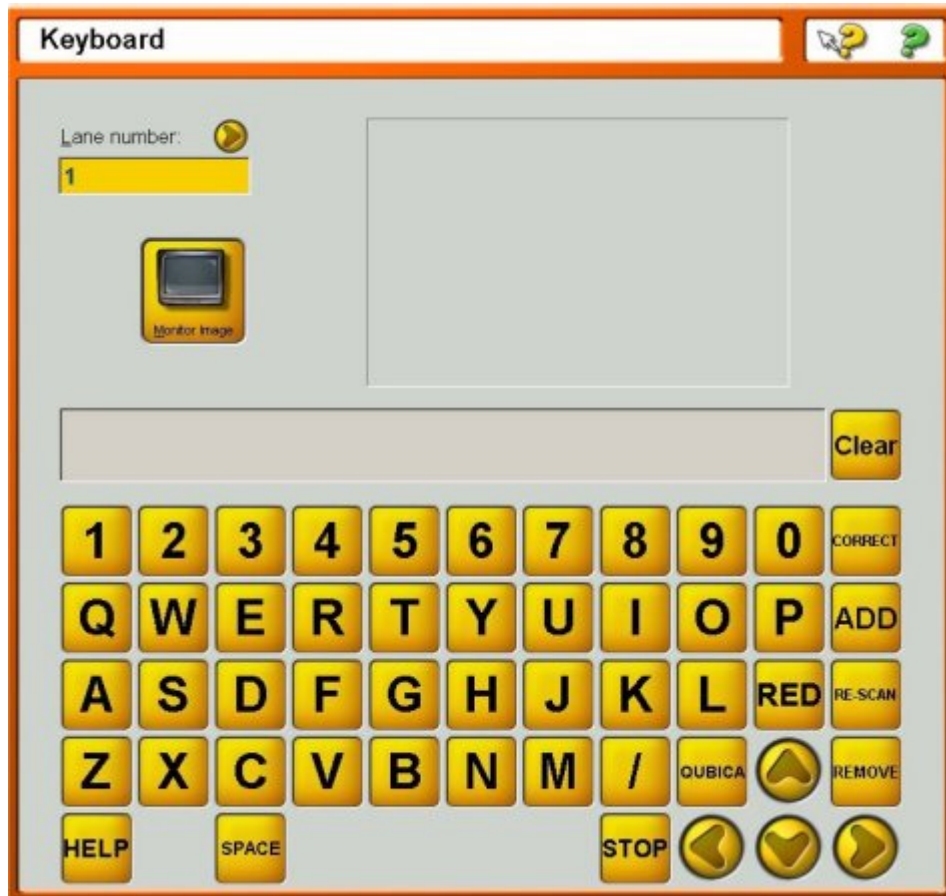 Keyboard
Lane number:
1
Monitor Image
Clear
1 2 3 4 5 6 7 8 9 0 CORRECT
Q W E R T Y U I O P ADD
A S D F G H J K L RED RE-SCAN
Z X C V B N M / QUBICA REMOVE
HELP SPACE STOP